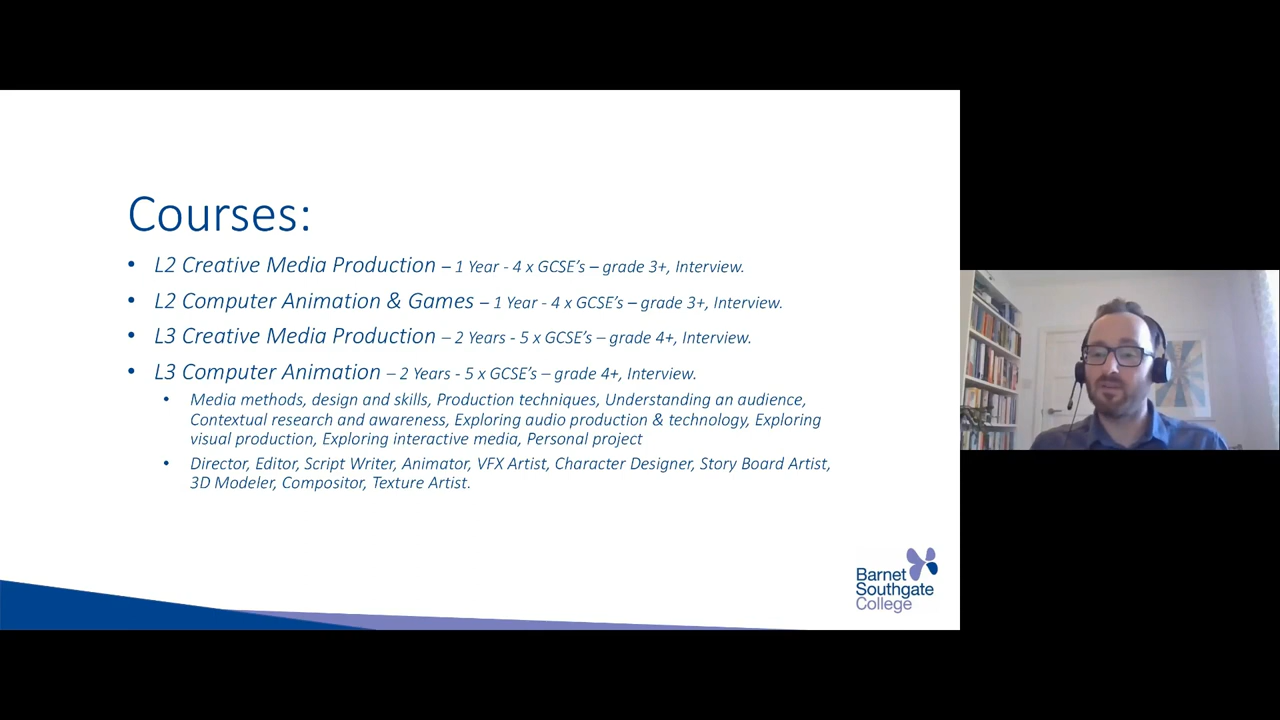 Courses:
• L2 Creative Media Production – 1 Year - 4 x GCSE's – grade 3+, Interview.
• L2 Computer Animation & Games – 1 Year - 4 x GCSE's – grade 3+, Interview.
• L3 Creative Media Production – 2 Years - 5 x GCSE's – grade 4+, Interview.
• L3 Computer Animation – 2 Years - 5 x GCSE's – grade 4+, Interview.
• Media methods, design and skills, Production techniques, Understanding an audience,
Contextual research and awareness, Exploring audio production & technology, Exploring
visual production, Exploring interactive media, Personal project
• Director, Editor, Script Writer, Animator, VFX Artist, Character Designer, Story Board Artist,
3D Modeler, Compositor, Texture Artist.
Barnet
Southgate
College